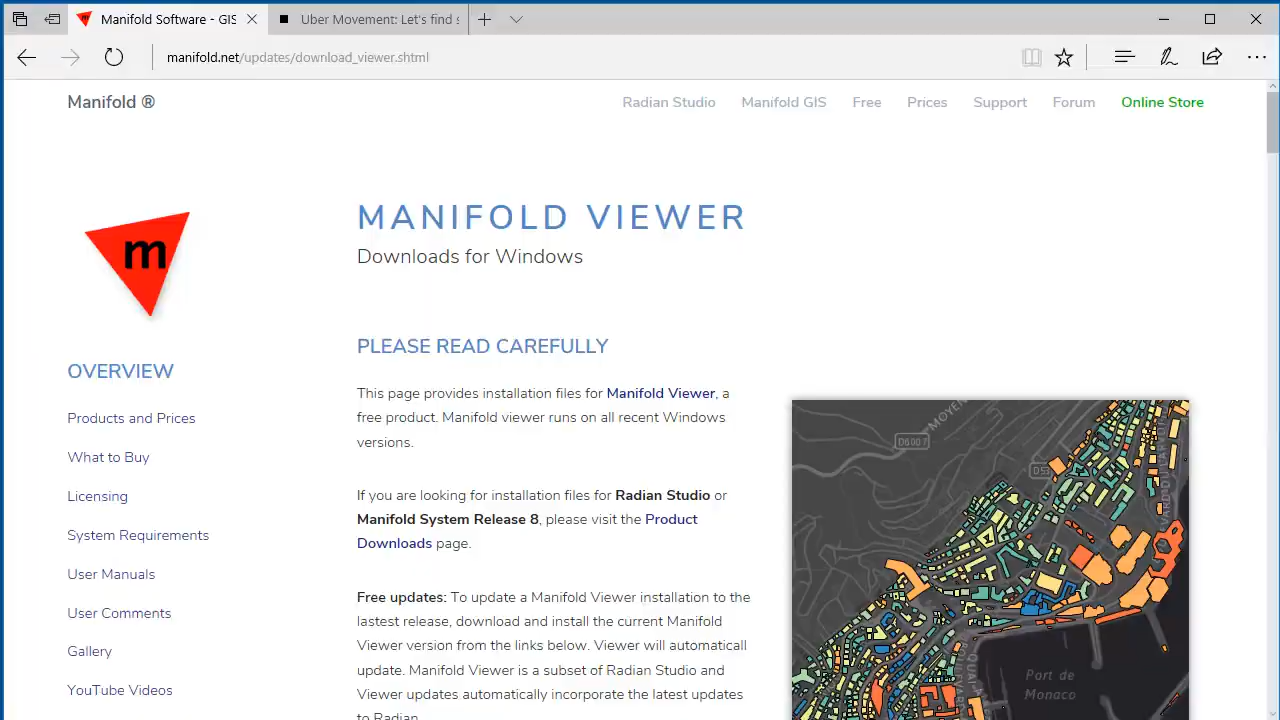 Manifold Software - GIS
Uber Movement: Let's find s
manifold.net/updates/download_viewer.shtml
Manifold ®
Radian Studio
Manifold GIS
Free
Prices
Support
Forum
Online Store
m
MANIFOLD VIEWER
Downloads for Windows
PLEASE READ CAREFULLY
This page provides installation files for Manifold Viewer, a
free product. Manifold viewer runs on all recent Windows
versions.
If you are looking for installation files for Radian Studio or
Manifold System Release 8, please visit the Product
Downloads page.
Free updates: To update a Manifold Viewer installation to the
lastest release, download and install the current Manifold
Viewer version from the links below. Viewer will automaticall
update. Manifold Viewer is a subset of Radian Studio and
Viewer updates automatically incorporate the latest updates
to Radian.
OVERVIEW
Products and Prices
What to Buy
Licensing
System Requirements
User Manuals
User Comments
Gallery
YouTube Videos
MOYEN
D6007
D53
Port de
Monaco